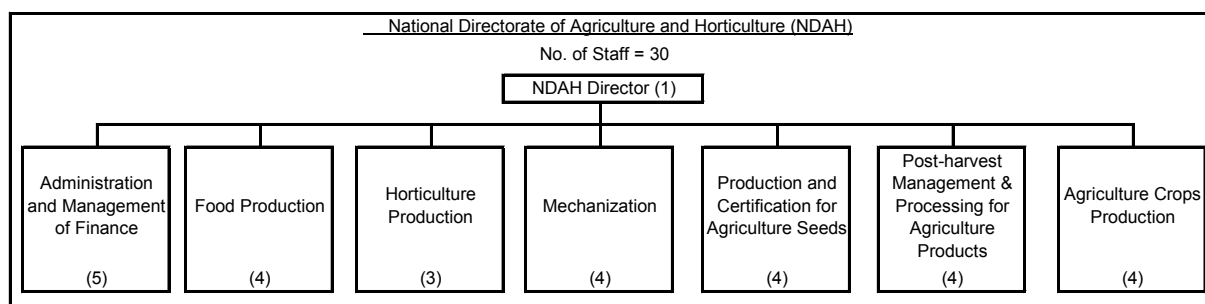 National Directorate of Agriculture and Horticulture (NDAH)
No. of Staff = 30
NDAH Director (1)
Administration
and Management
of Finance
(5)
Food Production
(4)
Horticulture
Production
(3)
Mechanization
(4)
Production and
Certification for
Agriculture Seeds
(4)
Post-harvest
Management &
Processing for
Agriculture
Products
(4)
Agriculture Crops
Production
(4)